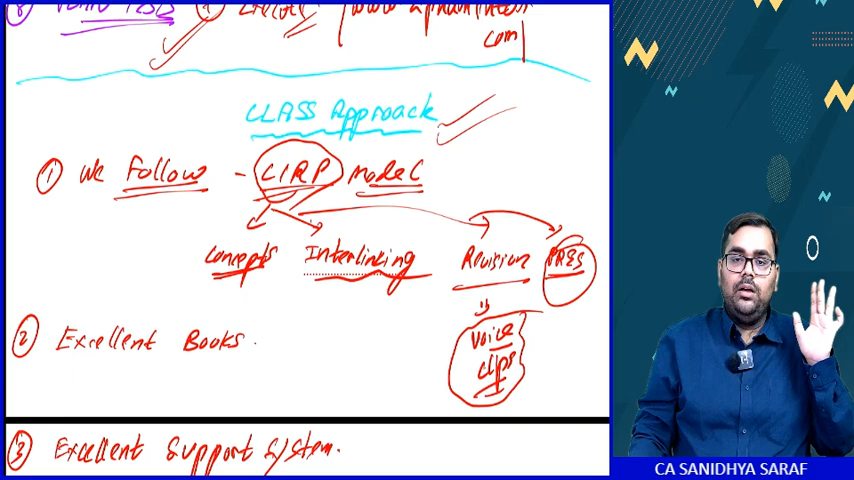 com
CLASS Approach
① We Follow - CIRP Model
Concepts Interlinking Revision
Voice
clips
② Excellent Books.
③ Excellent Support System.
CA SANIDHYA SARAF